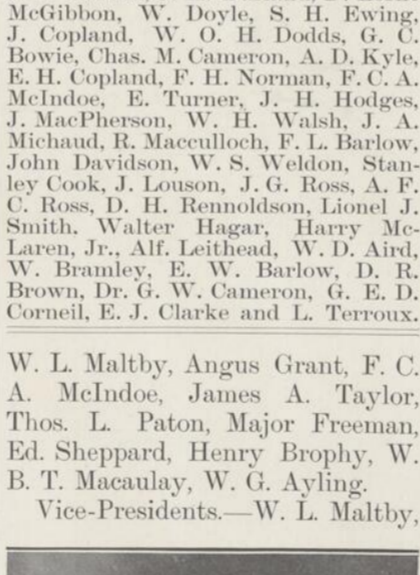 McGibbon, W. Doyle, S. H. Ewing,
J. Copland, W. O. H. Dodds, G. C.
Bowie, Chas. M. Cameron, A. D. Kyle,
E. H. Copland, F. H. Norman, F. C. A.
McIndoe, E. Turner, J. H. Hodges,
J. MacPherson, W. H. Walsh, J. A.
Michaud, R. Macculloch, F. L. Barlow,
John Davidson, W. S. Weldon, Stan-
ley Cook, J. Louson, J. G. Ross, A. F.
C. Ross, D. H. Rennoldson, Lionel J.
Smith. Walter Hagar, Harry Mc-
Laren, Jr., Alf. Leithead, W. D. Aird,
W. Bramley, E. W. Barlow, D. R.
Brown, Dr. G. W. Cameron, G. E. D.
Corneil, E. J. Clarke and L. Terroux.
W. L. Maltby, Angus Grant, F. C.
A. McIndoe, James A. Taylor,
Thos. L. Paton, Major Freeman,
Ed. Sheppard, Henry Brophy, W.
B. T. Macaulay, W. G. Ayling.
Vice-Presidents.—W. L. Maltby,